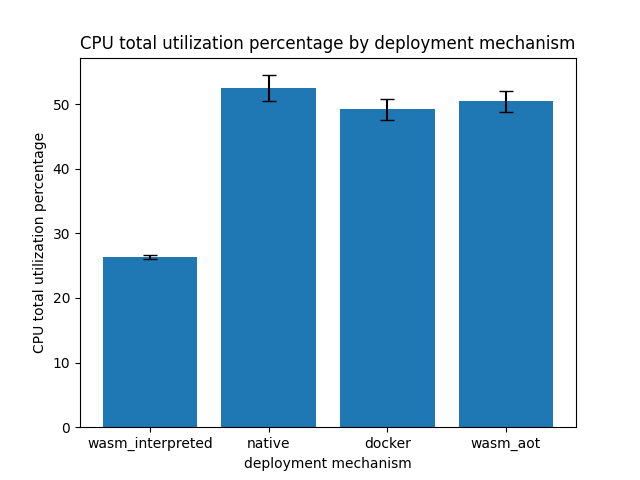 CPU total utilization percentage by deployment mechanism
CPU total utilization percentage
50
40
30
20
10
0
wasm_interpreted native docker wasm_aot
deployment mechanism